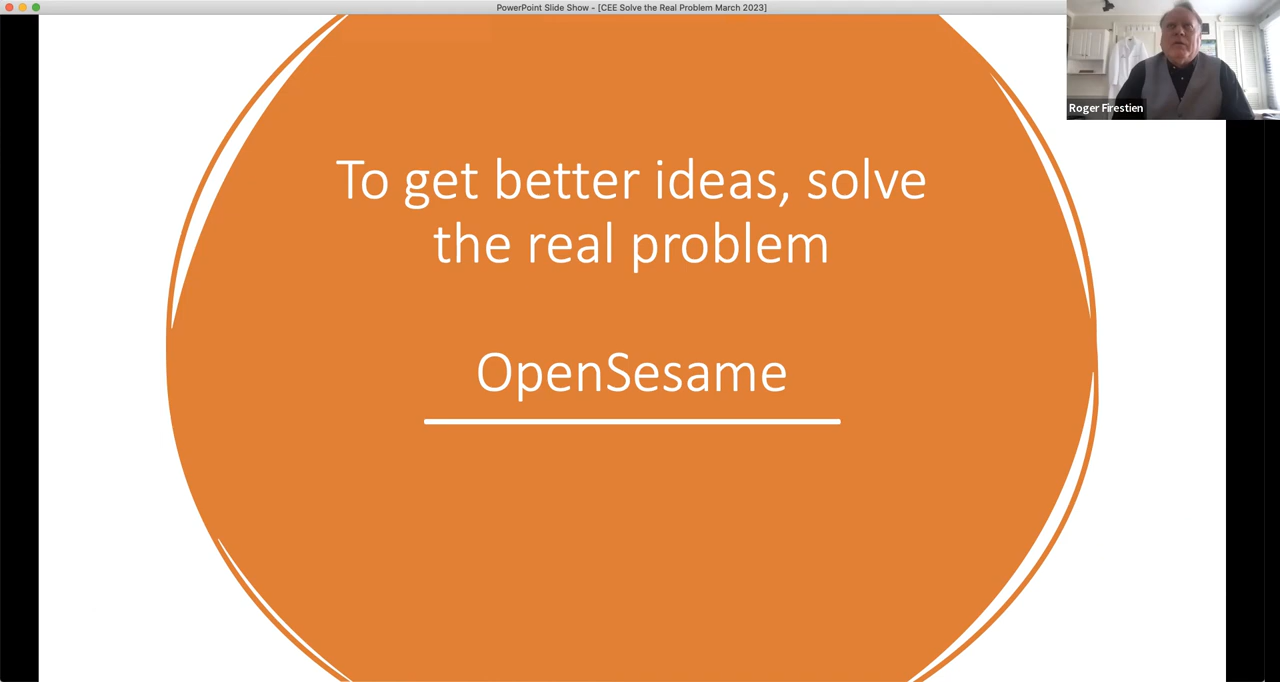 PowerPoint Slide Show - [CEE Solve the Real Problem March 2023]
Roger Firestien
To get better ideas, solve
the real problem
OpenSesame